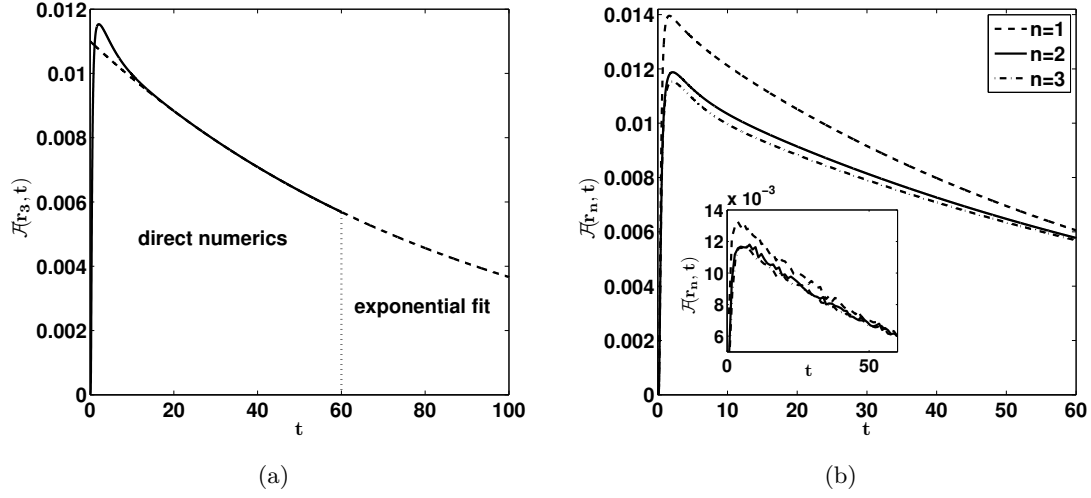 0.012
0.01
0.008
0.006
0.004
0.002
0
ℱ(r₃, t)
direct numerics
exponential fit
0 20 40 60 80 100
t
(a)
0.014
0.012
0.01
0.008
0.006
0.004
0.002
0
ℱ(rₙ, t)
n=1
n=2
n=3
x 10⁻³
14
12
10
8
6
ℱ(rₙ, t)
0 50
t
0 10 20 30 40 50 60
t
(b)